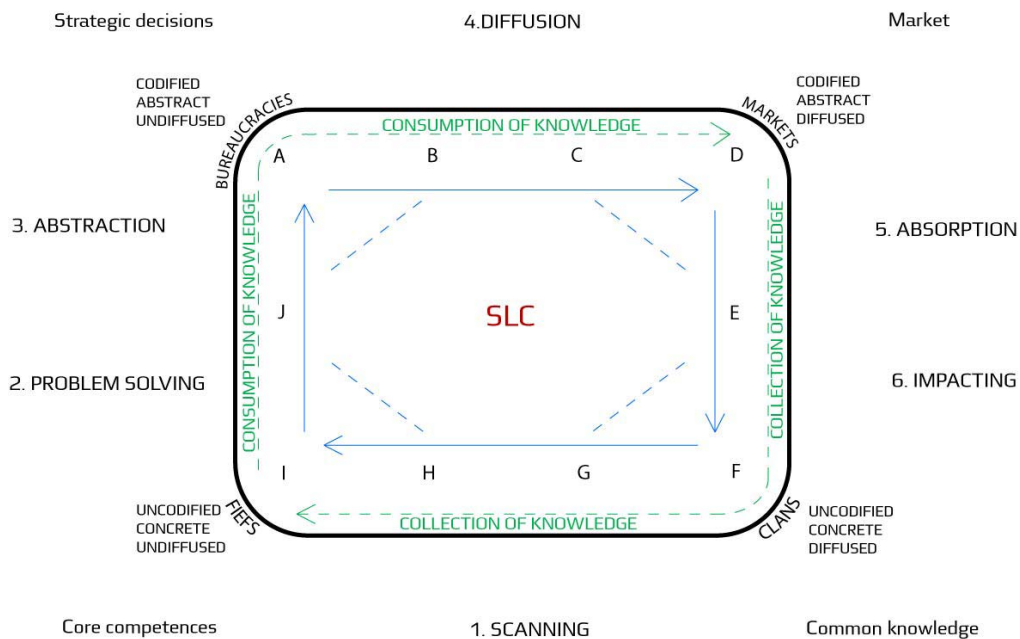 Strategic decisions
4.DIFFUSION
Market
CODIFIED
ABSTRACT
UNDIFFUSED
CODIFIED
ABSTRACT
DIFFUSED
BUREAUCRACIES
MARKETS
CONSUMPTION OF KNOWLEDGE
A
B
C
D
3. ABSTRACTION
5. ABSORPTION
CONSUMPTION OF KNOWLEDGE
COLLECTION OF KNOWLEDGE
J
SLC
E
2. PROBLEM SOLVING
6. IMPACTING
I
H
G
F
UNCODIFIED
CONCRETE
UNDIFFUSED
FIEFS
COLLECTION OF KNOWLEDGE
CLANS
UNCODIFIED
CONCRETE
DIFFUSED
Core competences
1. SCANNING
Common knowledge